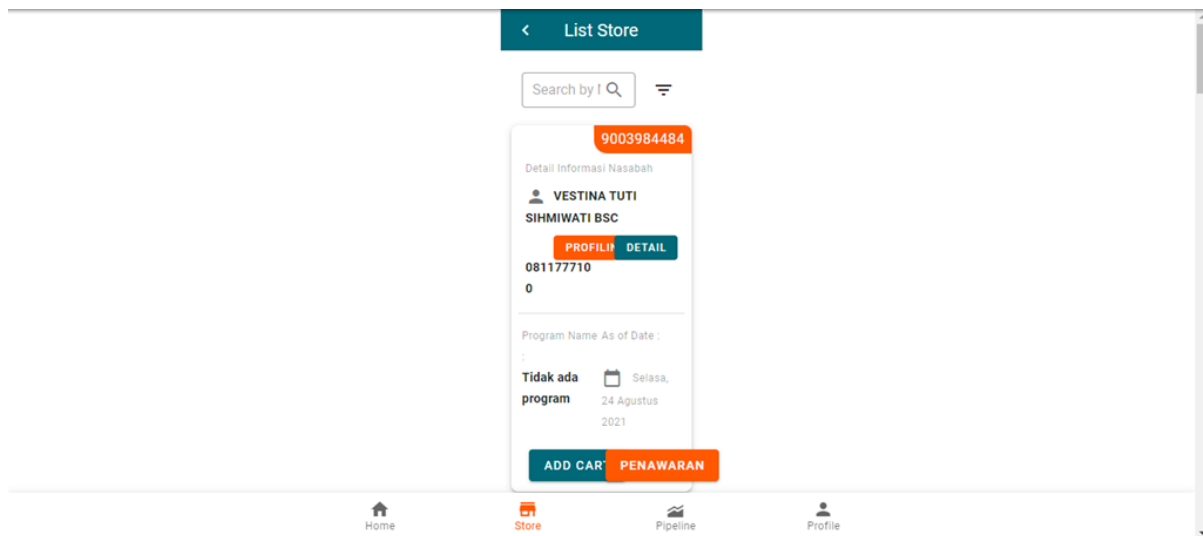 List Store
Search by
9003984484
Detail Informasi Nasabah
VESTINA TUTI
SIHMIWATI BSC
PROFILIN DETAIL
081177710
0
Program Name As of Date :
:
Tidak ada
program
Selasa,
24 Agustus
2021
ADD CART PENAWARAN
Home
Store
Pipeline
Profile